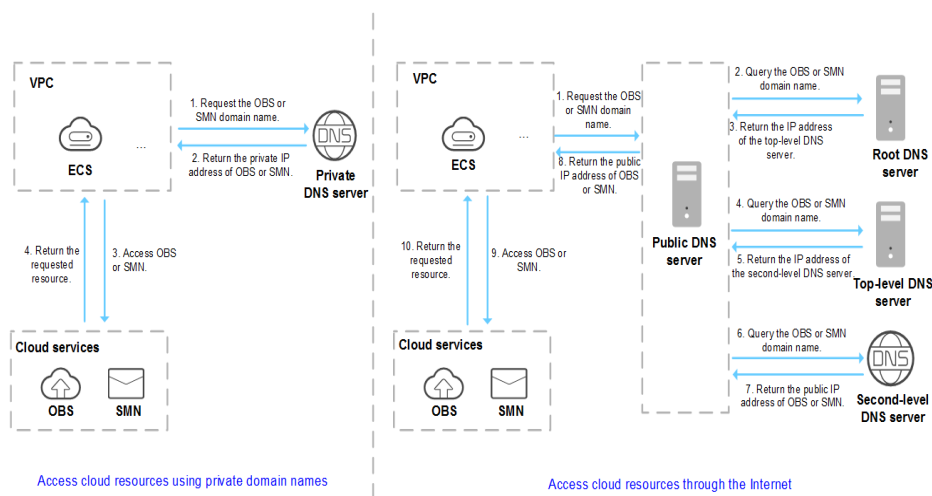 VPC
ECS
...
1. Request the OBS or
SMN domain name.
2. Return the private IP
address of OBS or SMN.
DNS
Private
DNS server
4. Return the
requested
resource.
3. Access OBS
or SMN.
Cloud services
OBS
SMN
Access cloud resources using private domain names
VPC
ECS
...
1. Request the OBS
or SMN domain
name.
8. Return the public
IP address of OBS
or SMN.
10. Return the
requested
resource.
9. Access OBS or
SMN.
Cloud services
OBS
SMN
Public DNS
server
2. Query the OBS or SMN
domain name.
3. Return the IP address
of the top-level DNS
server.
Root DNS
server
4. Query the OBS or SMN
domain name.
5. Return the IP address of
the second-level DNS server.
Top-level DNS
server
6. Query the OBS or SMN
domain name.
7. Return the public IP
address of OBS or SMN.
DNS
Second-level
DNS server
Access cloud resources through the Internet